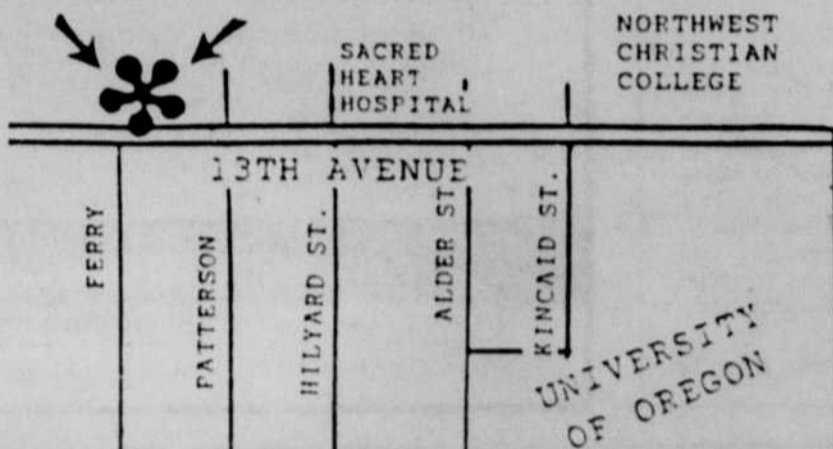 SACRED
HEART
HOSPITAL
NORTHWEST
CHRISTIAN
COLLEGE
13TH AVENUE
FERRY
PATTERSON
HILYARD ST.
ALDER ST
KINCAID ST.
UNIVERSITY
OF OREGON